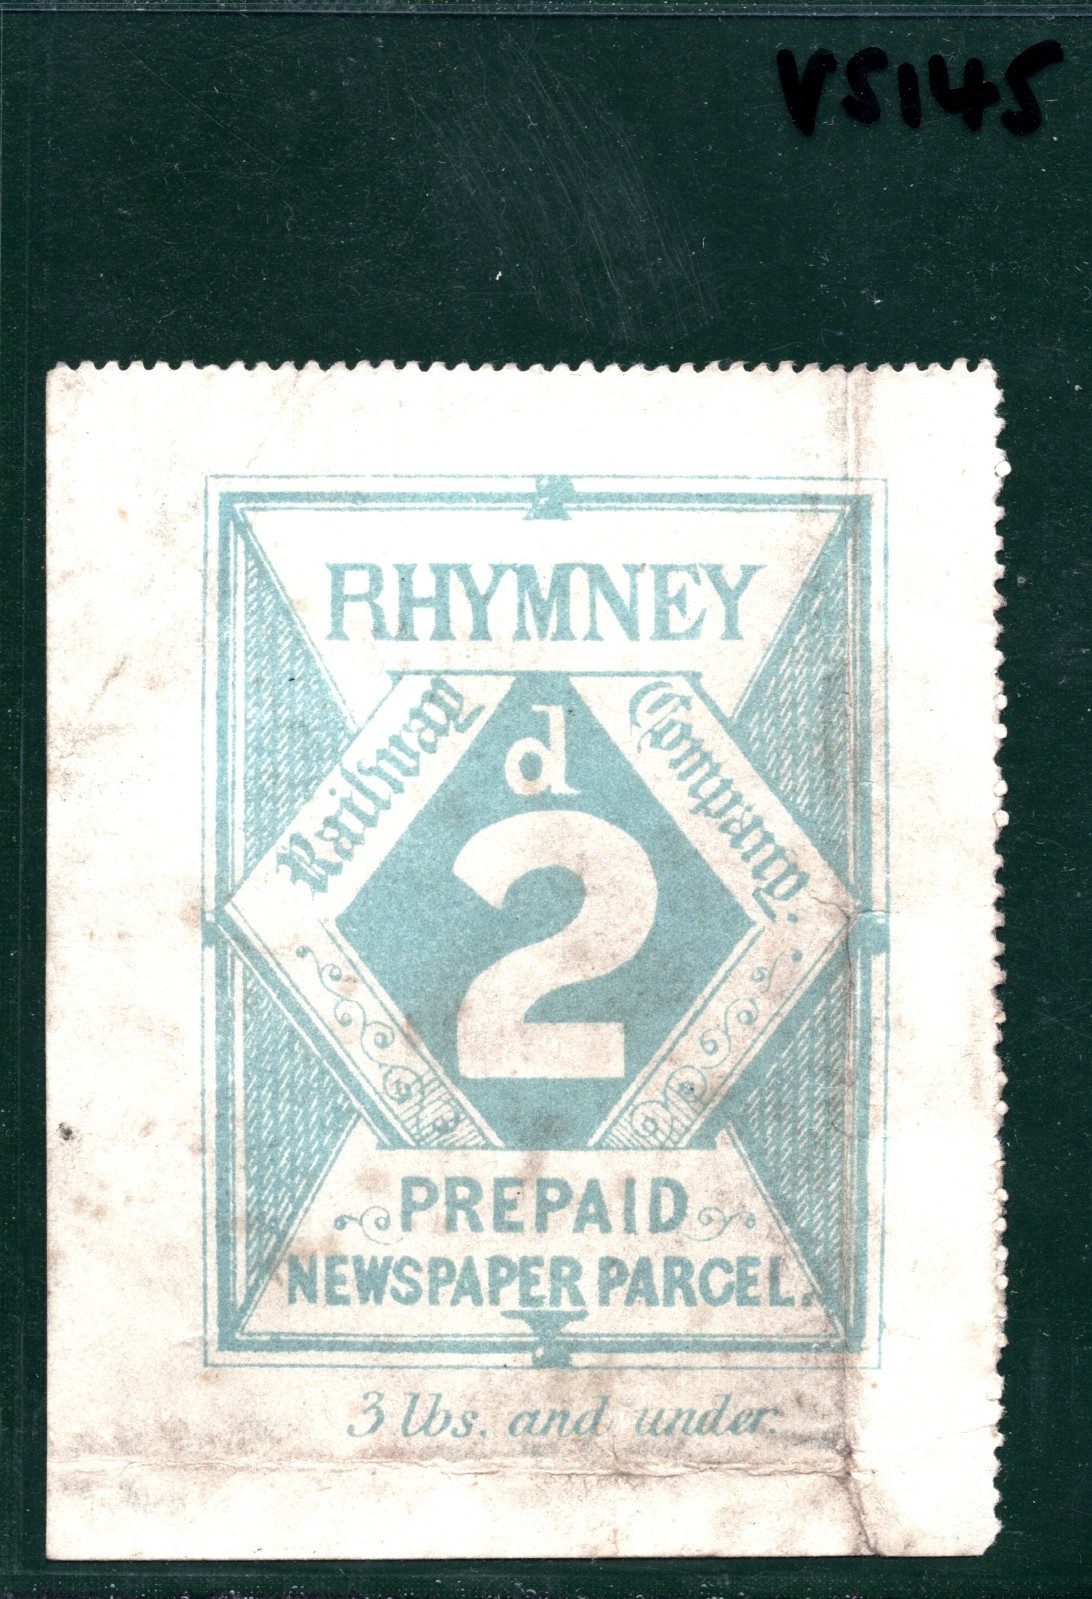 VS145
RHYMNEY
Railway Company.
d
2
PREPAID
NEWSPAPER PARCEL.
3 lbs. and under.